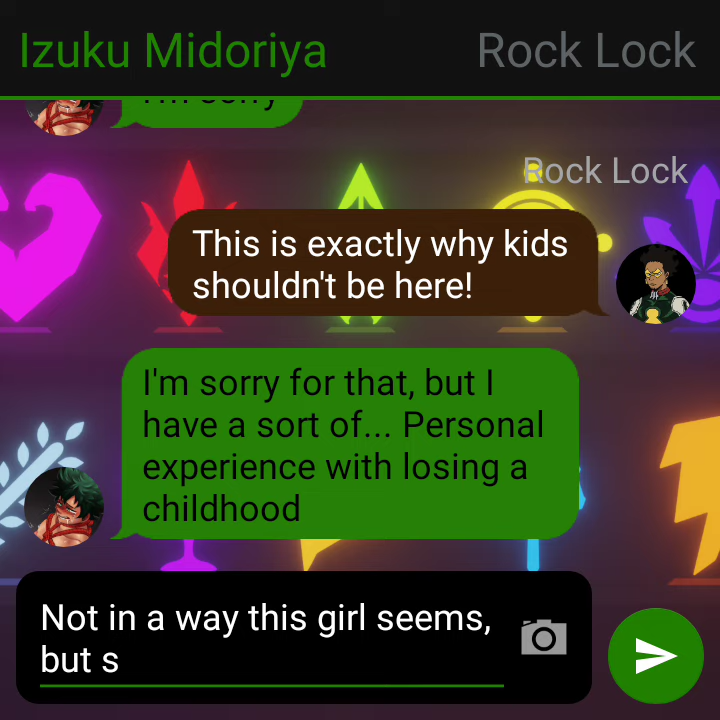 Izuku Midoriya
Rock Lock
I'm sorry
Rock Lock
This is exactly why kids
shouldn't be here!
I'm sorry for that, but I
have a sort of... Personal
experience with losing a
childhood
Not in a way this girl seems,
but s